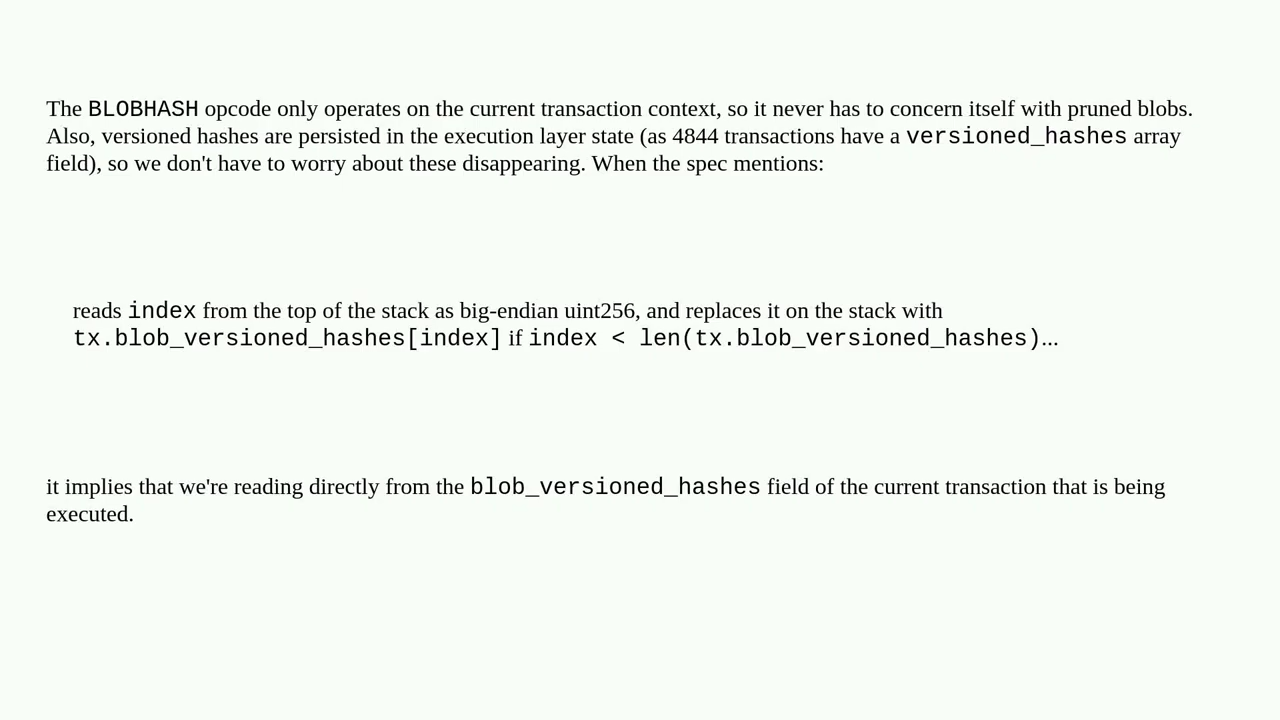 The BLOBHASH opcode only operates on the current transaction context, so it never has to concern itself with pruned blobs.
Also, versioned hashes are persisted in the execution layer state (as 4844 transactions have a versioned_hashes array
field), so we don't have to worry about these disappearing. When the spec mentions:
reads index from the top of the stack as big-endian uint256, and replaces it on the stack with
tx.blob_versioned_hashes[index] if index < len(tx.blob_versioned_hashes)...
it implies that we're reading directly from the blob_versioned_hashes field of the current transaction that is being
executed.